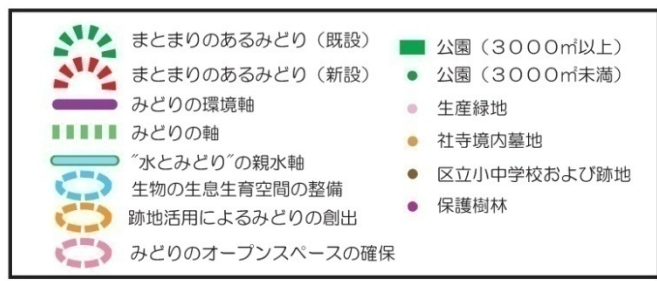 まとまりのあるみどり（既設）
まとまりのあるみどり（新設）
みどりの環境軸
みどりの軸
"水とみどり"の親水軸
生物の生息生育空間の整備
跡地活用によるみどりの創出
みどりのオープンスペースの確保
公園（３０００㎡以上）
公園（３０００㎡未満）
生産緑地
社寺境内墓地
区立小中学校および跡地
保護樹林